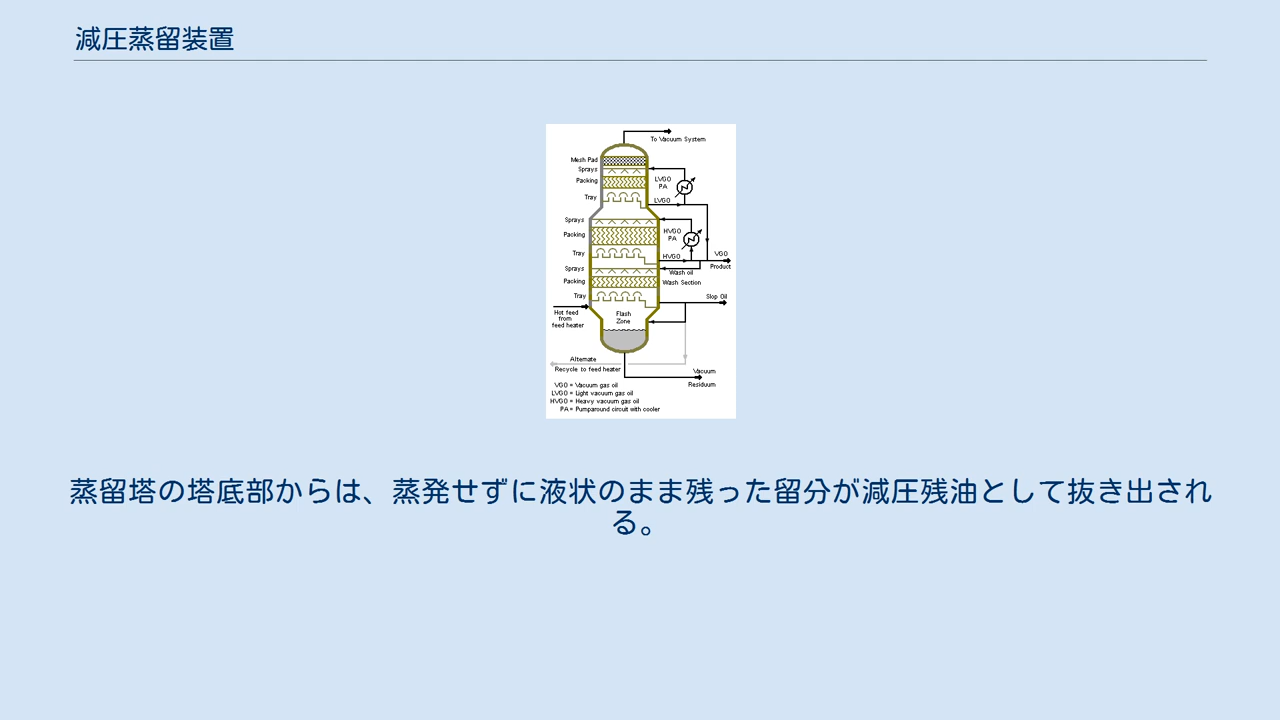 減圧蒸留装置
To Vacuum System
Mesh Pad
Sprays
Packing
LVGO
PA
Tray
LVGO
Sprays
Packing
HVGO
PA
Tray
HVGO
VGO
Product
Sprays
Wash oil
Packing
Wash Section
Tray
Slop Oil
Hot feed
from
feed heater
Flash
Zone
Alternate
Recycle to feed heater
Vacuum
Residuum
VGO = Vacuum gas oil
LVGO = Light vacuum gas oil
HVGO = Heavy vacuum gas oil
PA = Pumparound circuit with cooler
蒸留塔の塔底部からは、蒸発せずに液状のまま残った留分が減圧残油として抜き出され
る。